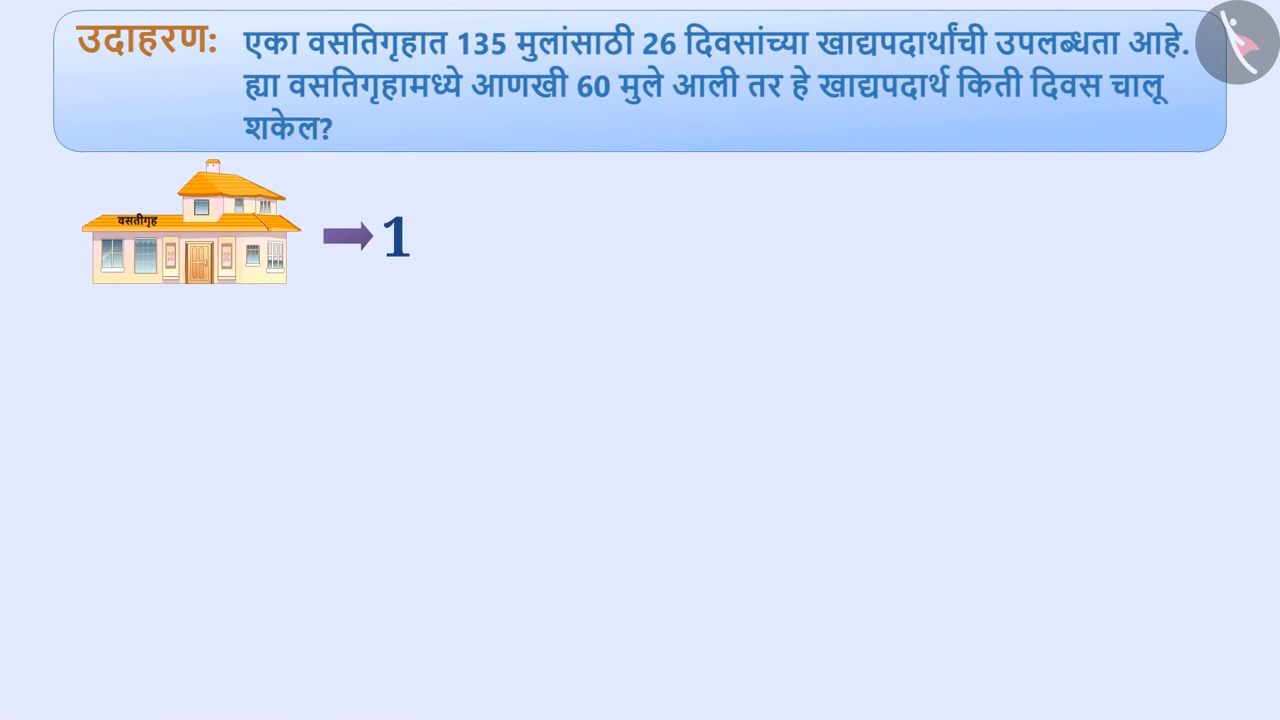 उदाहरण: एका वसतिगृहात 135 मुलांसाठी 26 दिवसांच्या खाद्यपदार्थांची उपलब्धता आहे.
ह्या वसतिगृहामध्ये आणखी 60 मुले आली तर हे खाद्यपदार्थ किती दिवस चालू
शकेल?
वसतीगृह
1